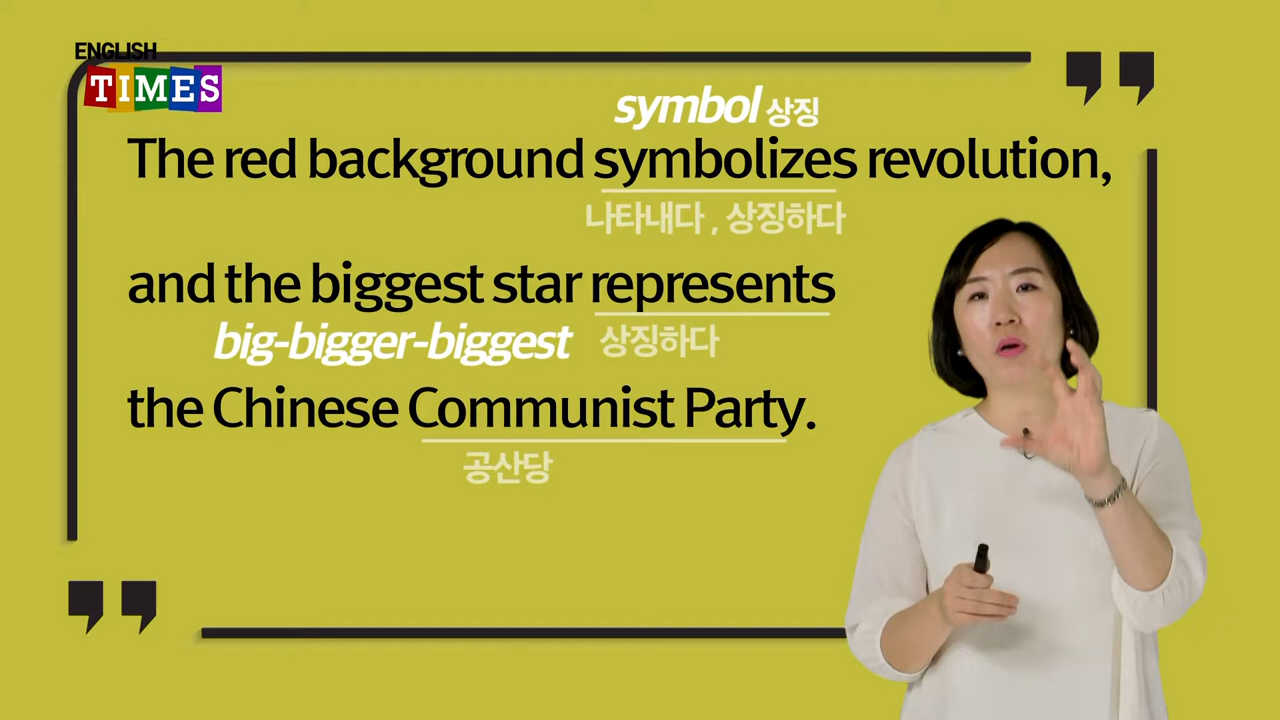 ENGLISH
TIMES
symbol 상징
The red background symbolizes revolution,
나타내다 , 상징하다
and the biggest star represents
big-bigger-biggest 상징하다
the Chinese Communist Party.
공산당